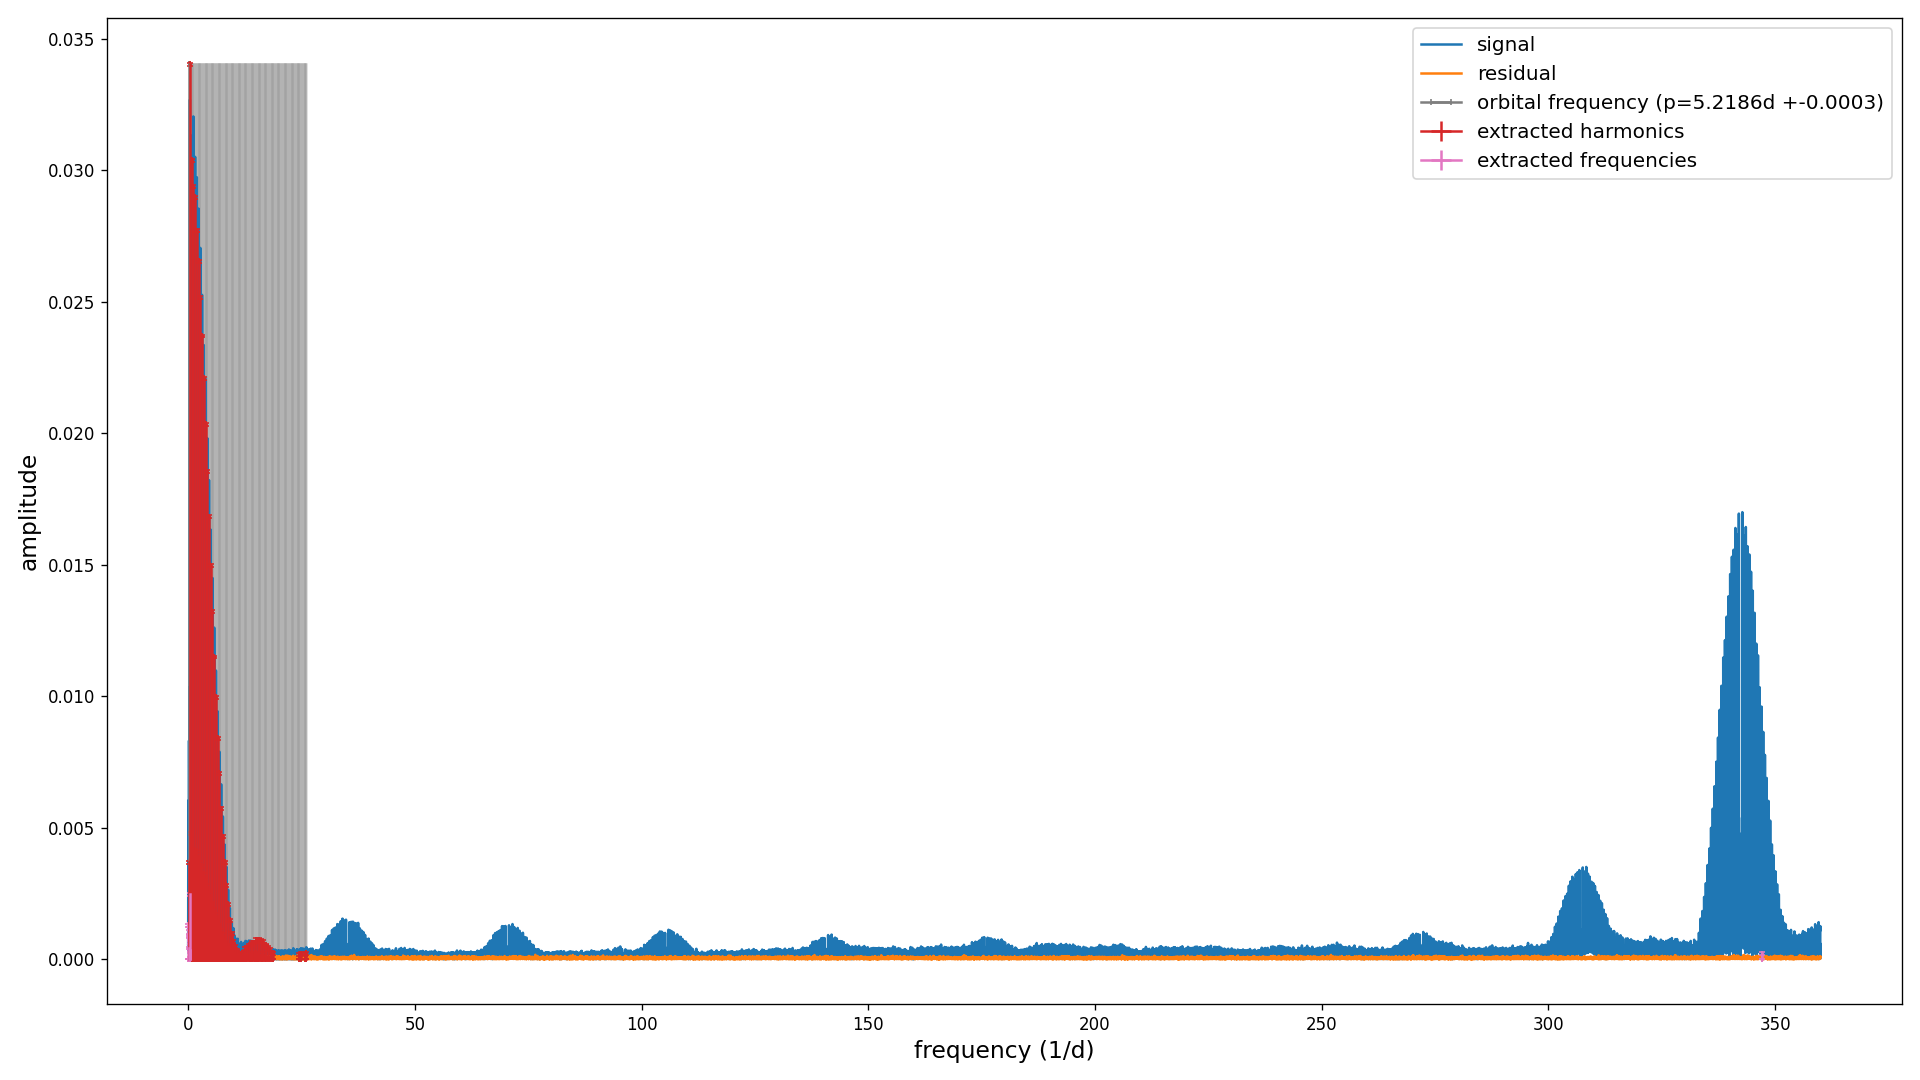 0.035
0.030
0.025
0.020
0.015
0.010
0.005
0.000
amplitude
0 50 100 150 200 250 300 350
frequency (1/d)
signal
residual
orbital frequency (p=5.2186d +-0.0003)
extracted harmonics
extracted frequencies